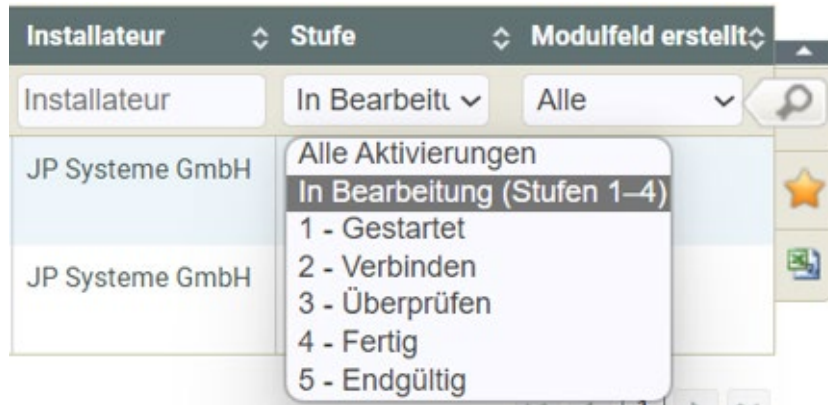 Installateur Stufe Modulfeld erstellt
Installateur In Bearbeitu Alle
JP Systeme GmbH
Alle Aktivierungen
In Bearbeitung (Stufen 1–4)
1 - Gestartet
2 - Verbinden
JP Systeme GmbH
3 - Überprüfen
4 - Fertig
5 - Endgültig